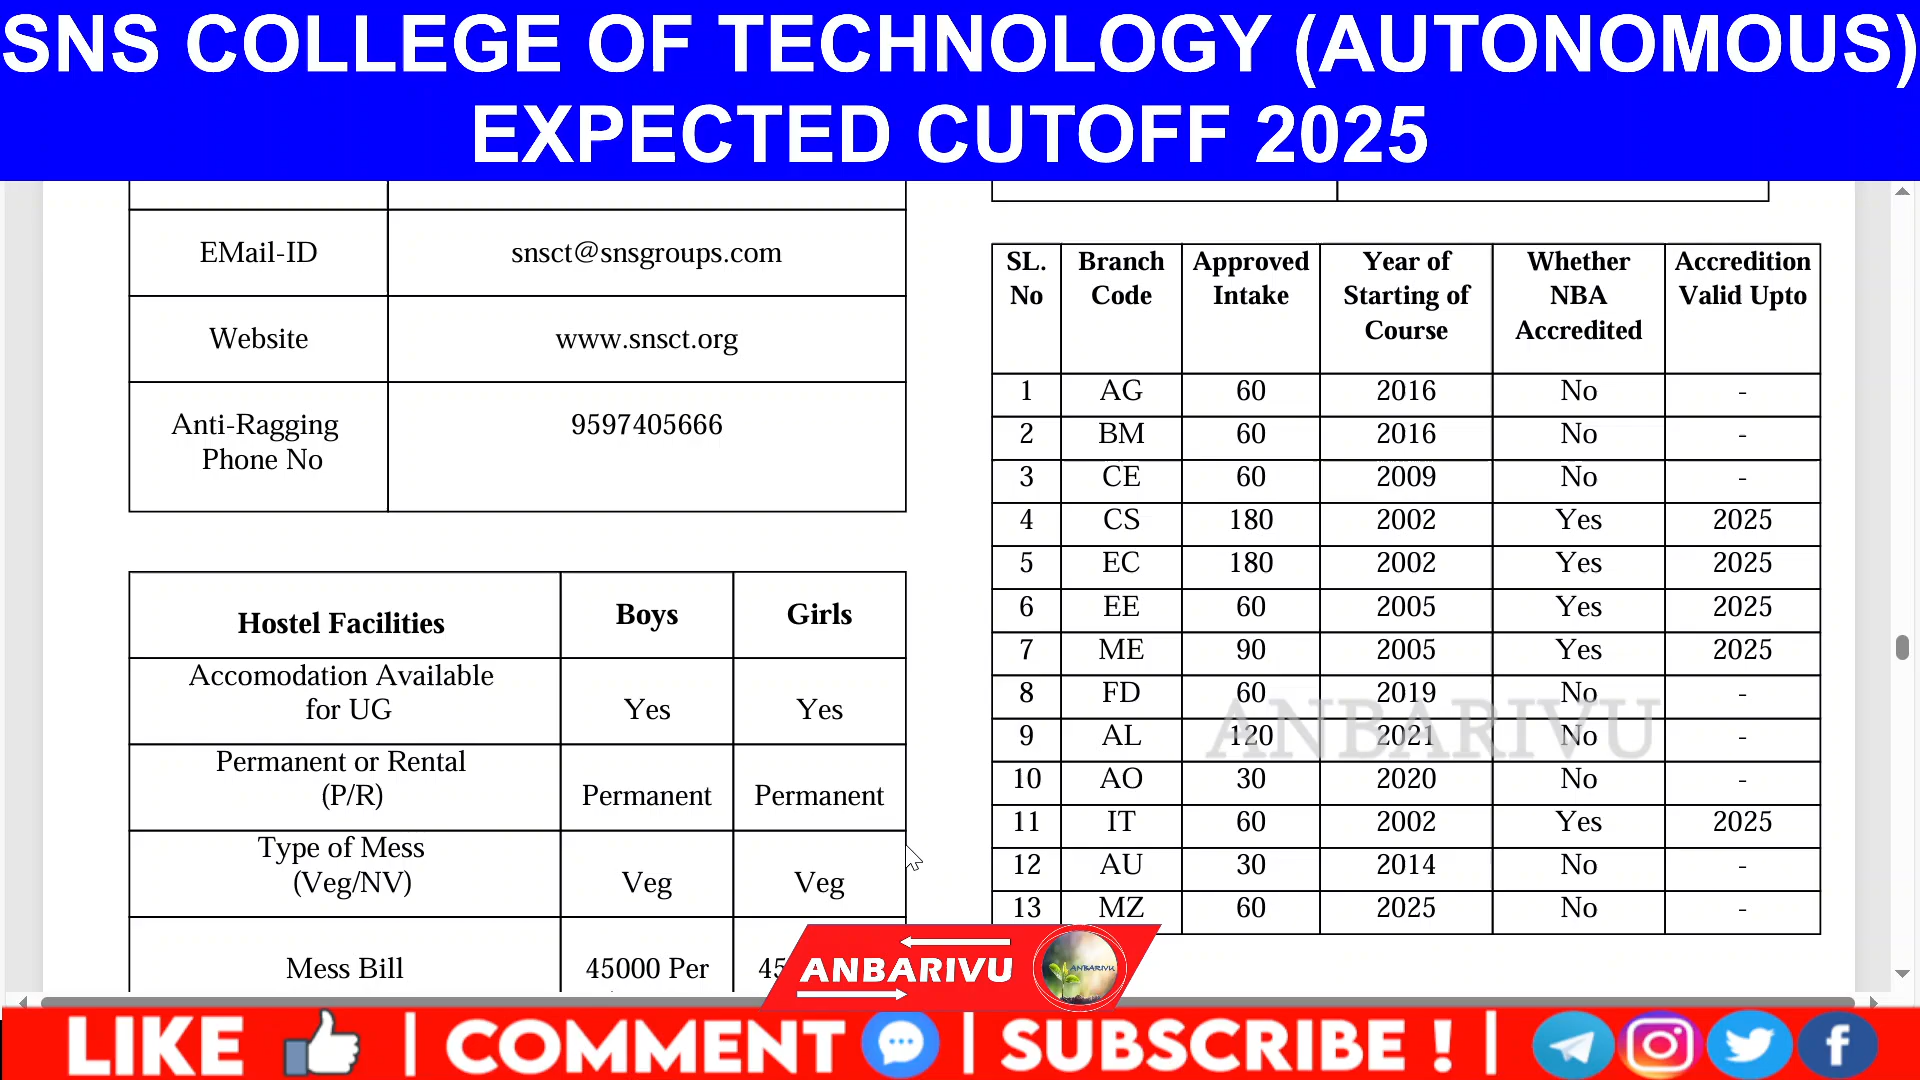 SNS COLLEGE OF TECHNOLOGY (AUTONOMOUS)
EXPECTED CUTOFF 2025
EMail-ID snsct@snsgroups.com
Website www.snsct.org
Anti-Ragging 9597405666
Phone No
Hostel Facilities Boys Girls
Accomodation Available
for UG Yes Yes
Permanent or Rental
(P/R) Permanent Permanent
Type of Mess
(Veg/NV) Veg Veg
Mess Bill 45000 Per 45
SL. Branch Approved Year of Whether Accredition
No Code Intake Starting of NBA Valid Upto
Course Accredited
1 AG 60 2016 No -
2 BM 60 2016 No -
3 CE 60 2009 No -
4 CS 180 2002 Yes 2025
5 EC 180 2002 Yes 2025
6 EE 60 2005 Yes 2025
7 ME 90 2005 Yes 2025
8 FD 60 2019 No -
9 AL 120 2021 No -
10 AO 30 2020 No -
11 IT 60 2002 Yes 2025
12 AU 30 2014 No -
13 MZ 60 2025 No -
ANBARIVU
ANBARIVU
ANBARIVU
LIKE | COMMENT | SUBSCRIBE ! |